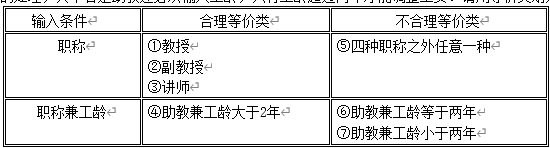 输入条件 合理等价类 不合理等价类
职称 ①教授 ⑤四种职称之外任意一种
②副教授
③讲师
职称兼工龄 ④助教兼工龄大于2年 ⑥助教兼工龄等于两年
⑦助教兼工龄小于两年